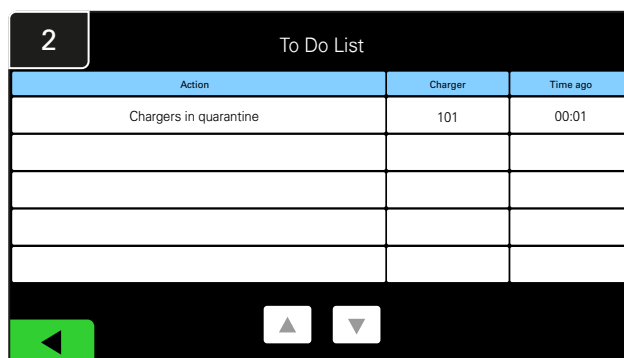 2
To Do List
Action Charger Time ago
Chargers in quarantine 101 00:01